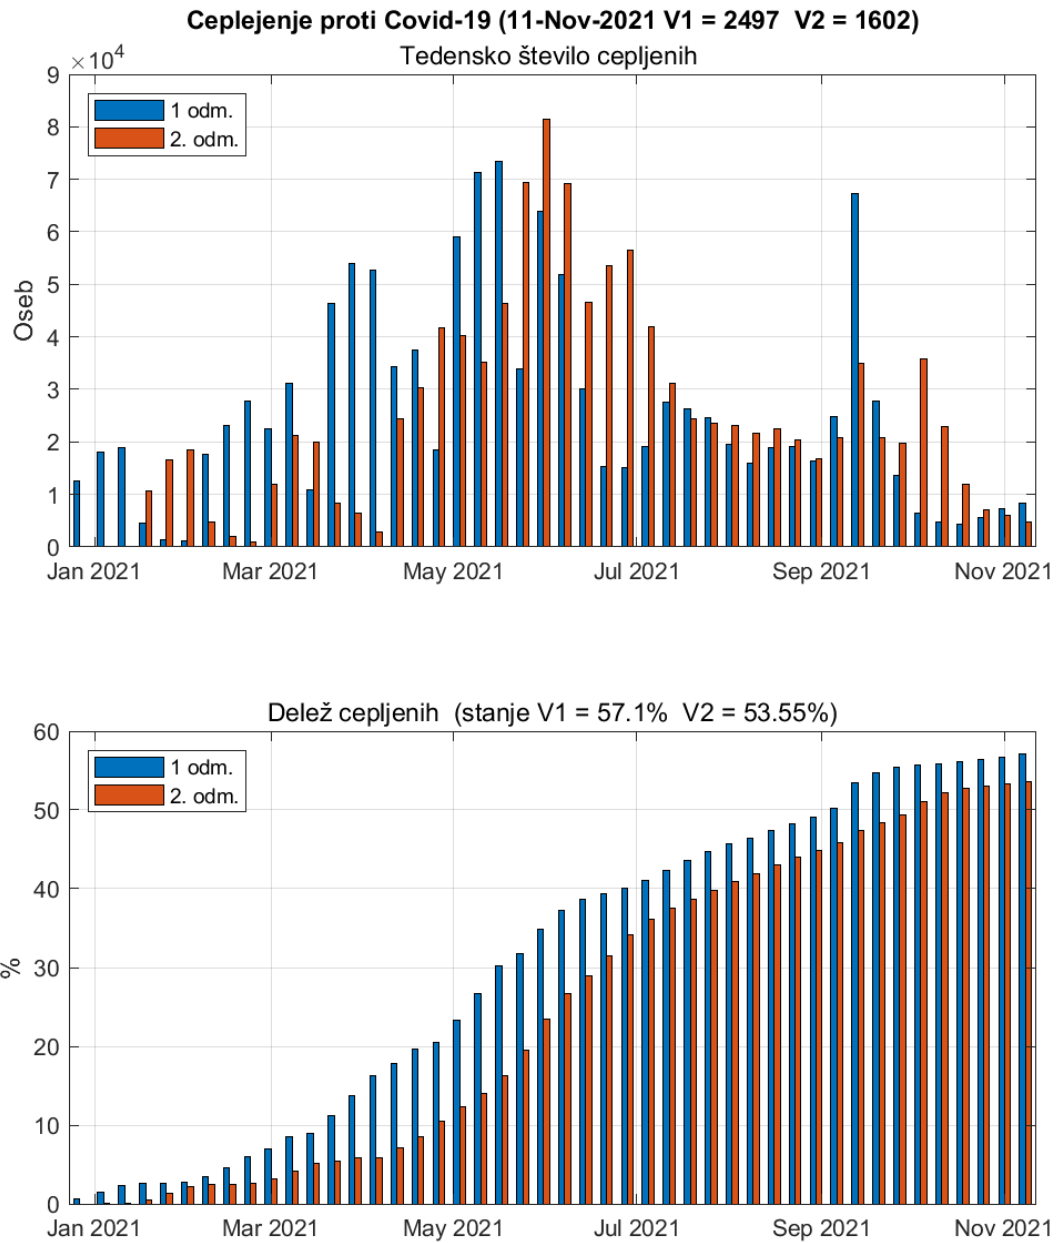 Ceplejenje proti Covid-19 (11-Nov-2021 V1 = 2497  V2 = 1602)
Tedensko število cepljenih
×10⁴
9
8
7
6
5
4
3
2
1
0
Oseb
1 odm.
2. odm.
Jan 2021 Mar 2021 May 2021 Jul 2021 Sep 2021 Nov 2021
Delež cepljenih  (stanje V1 = 57.1%  V2 = 53.55%)
60
50
40
30
20
10
0
%
1 odm.
2. odm.
Jan 2021 Mar 2021 May 2021 Jul 2021 Sep 2021 Nov 2021